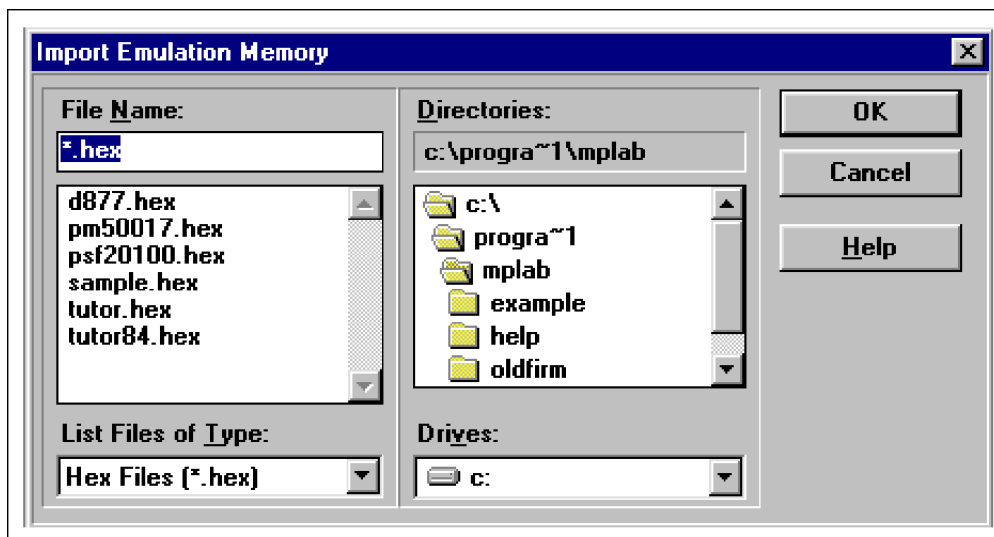 Import Emulation Memory
File Name:
*.hex
d877.hex
pm50017.hex
psf20100.hex
sample.hex
tutor.hex
tutor84.hex
List Files of Type:
Hex Files (*.hex)
Directories:
c:\progra~1\mplab
c:\
progra~1
mplab
example
help
oldfirm
Drives:
c:
OK
Cancel
Help